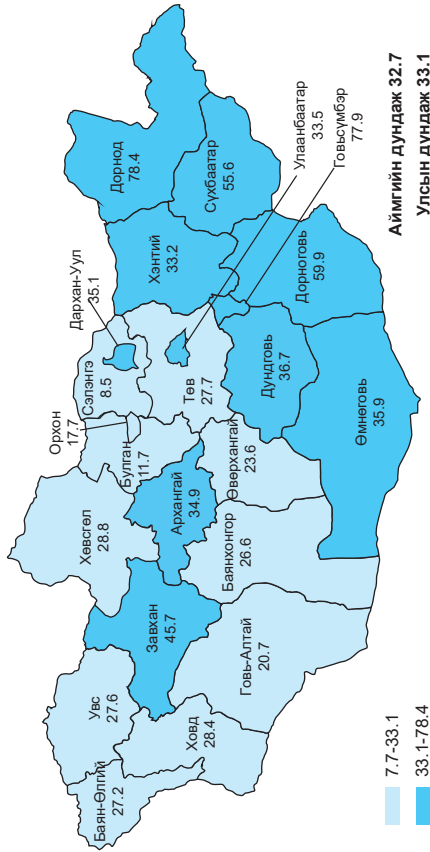 Баян-Өлгий
27.2
Увс
27.6
Ховд
28.4
Завхан
45.7
Говь-Алтай
20.7
Хөвсгөл
28.8
Архангай
34.9
Баянхонгор
26.6
Орхон
17.7
Булган
11.7
Өвөрхангай
23.6
Сэлэнгэ
8.5
Дархан-Уул
35.1
Төв
27.7
Дундговь
36.7
Өмнөговь
35.9
Хэнтий
33.2
Дорнод
78.4
Сүхбаатар
55.6
Дорноговь
59.9
Улаанбаатар
33.5
Говьсүмбэр
77.9
7.7-33.1
33.1-78.4
Аймгийн дундаж 32.7
Улсын дундаж 33.1